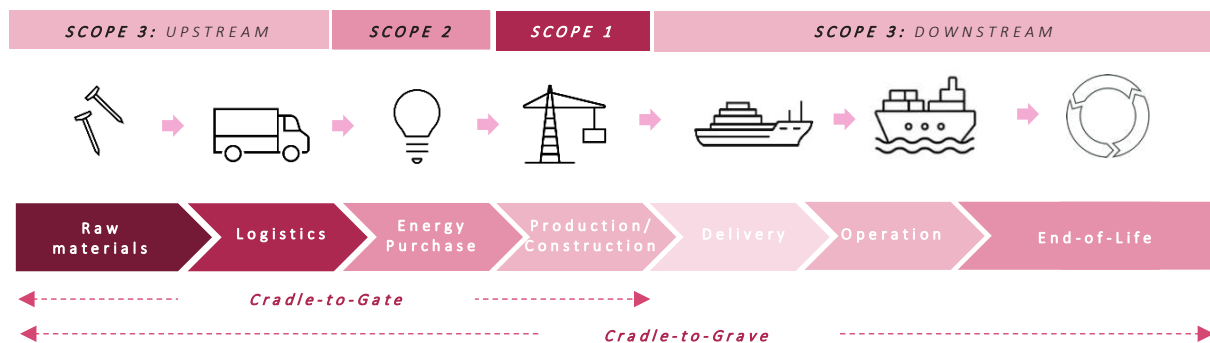 SCOPE 3: UPSTREAM
SCOPE 2
SCOPE 1
SCOPE 3: DOWNSTREAM
Raw
materials
Logistics
Energy
Purchase
Production/
Construction
Delivery
Operation
End-of-Life
Cradle-to-Gate
Cradle-to-Grave